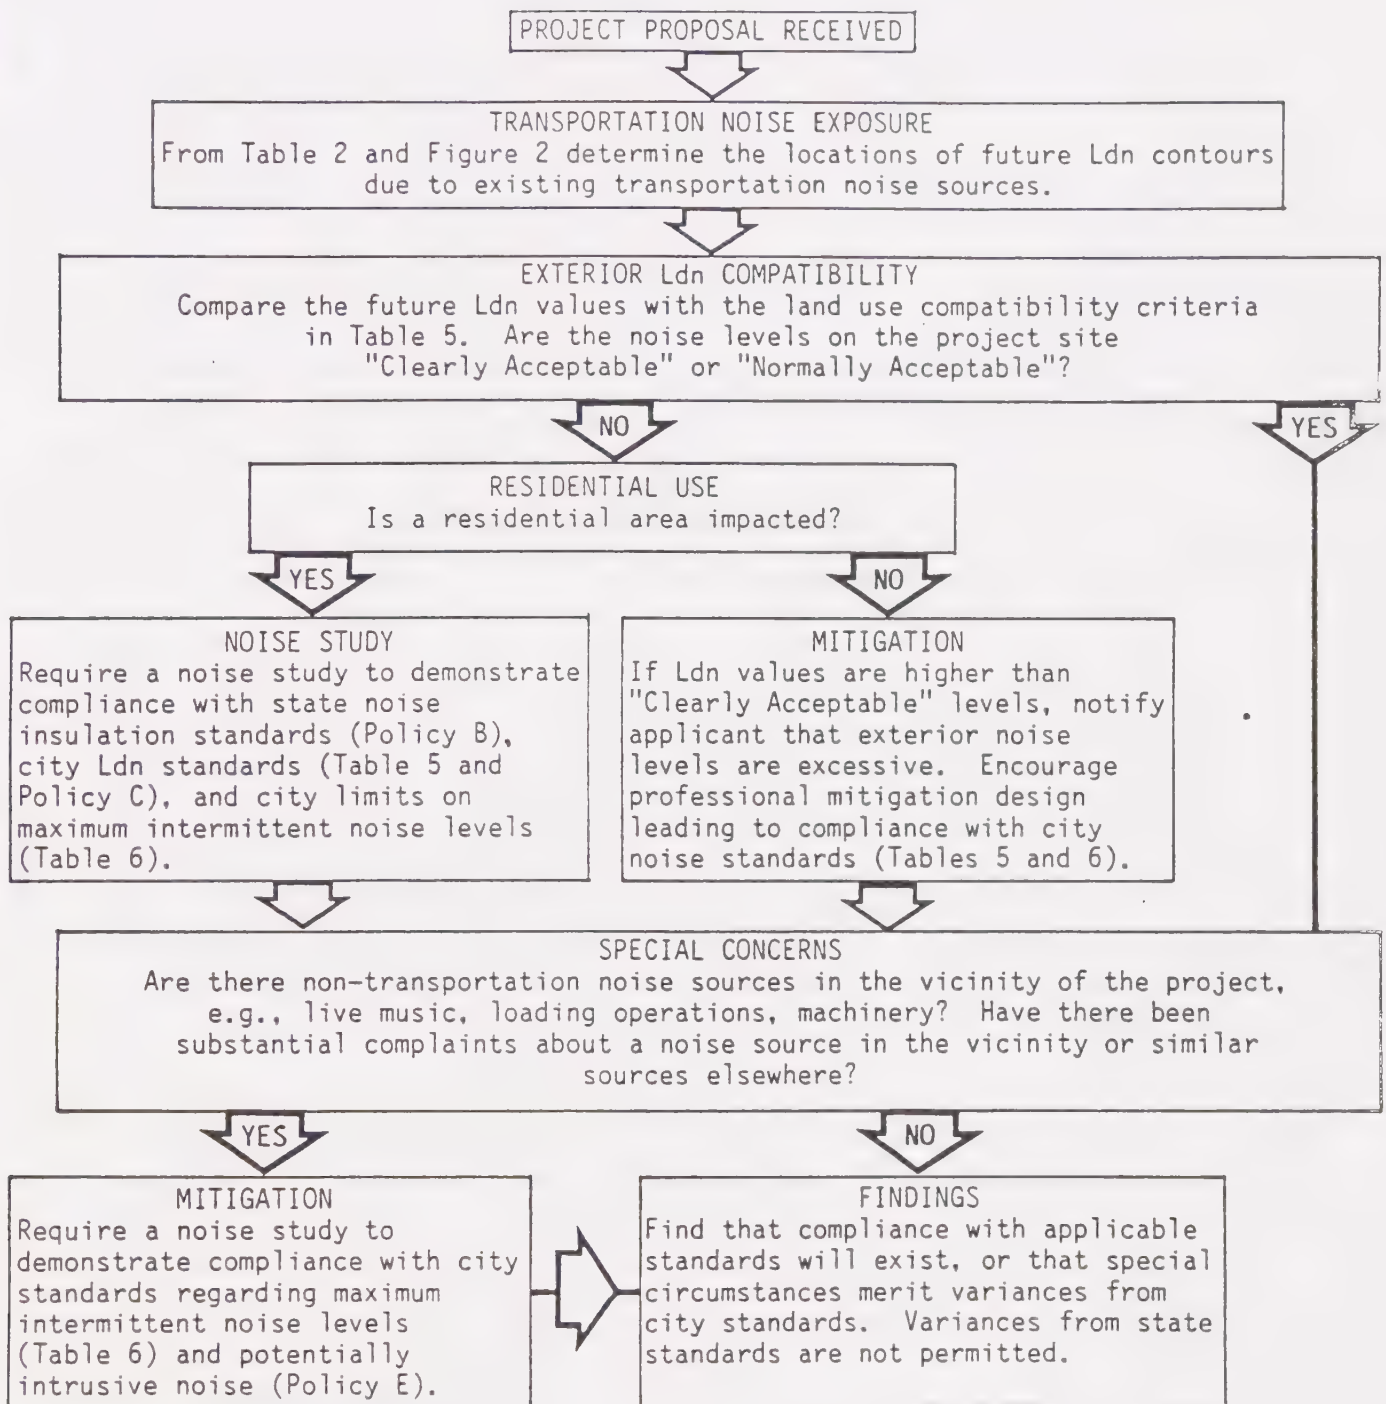 PROJECT PROPOSAL RECEIVED
TRANSPORTATION NOISE EXPOSURE
From Table 2 and Figure 2 determine the locations of future Ldn contours
due to existing transportation noise sources.
EXTERIOR Ldn COMPATIBILITY
Compare the future Ldn values with the land use compatibility criteria
in Table 5. Are the noise levels on the project site
"Clearly Acceptable" or "Normally Acceptable"?
NO
YES
RESIDENTIAL USE
Is a residential area impacted?
YES
NO
NOISE STUDY
Require a noise study to demonstrate
compliance with state noise
insulation standards (Policy B),
city Ldn standards (Table 5 and
Policy C), and city limits on
maximum intermittent noise levels
(Table 6).
MITIGATION
If Ldn values are higher than
"Clearly Acceptable" levels, notify
applicant that exterior noise
levels are excessive. Encourage
professional mitigation design
leading to compliance with city
noise standards (Tables 5 and 6).
SPECIAL CONCERNS
Are there non-transportation noise sources in the vicinity of the project,
e.g., live music, loading operations, machinery? Have there been
substantial complaints about a noise source in the vicinity or similar
sources elsewhere?
YES
NO
MITIGATION
Require a noise study to
demonstrate compliance with city
standards regarding maximum
intermittent noise levels
(Table 6) and potentially
intrusive noise (Policy E).
FINDINGS
Find that compliance with applicable
standards will exist, or that special
circumstances merit variances from
city standards. Variances from state
standards are not permitted.